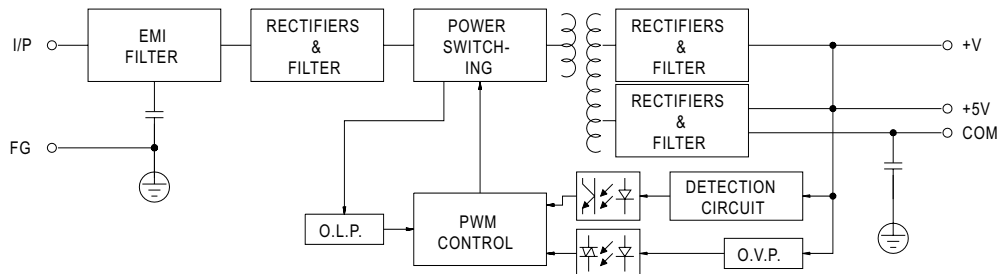 I/P
EMI
FILTER
RECTIFIERS
&
FILTER
POWER
SWITCH-
ING
RECTIFIERS
&
FILTER
+V
RECTIFIERS
&
FILTER
+5V
COM
FG
O.L.P.
PWM
CONTROL
DETECTION
CIRCUIT
O.V.P.